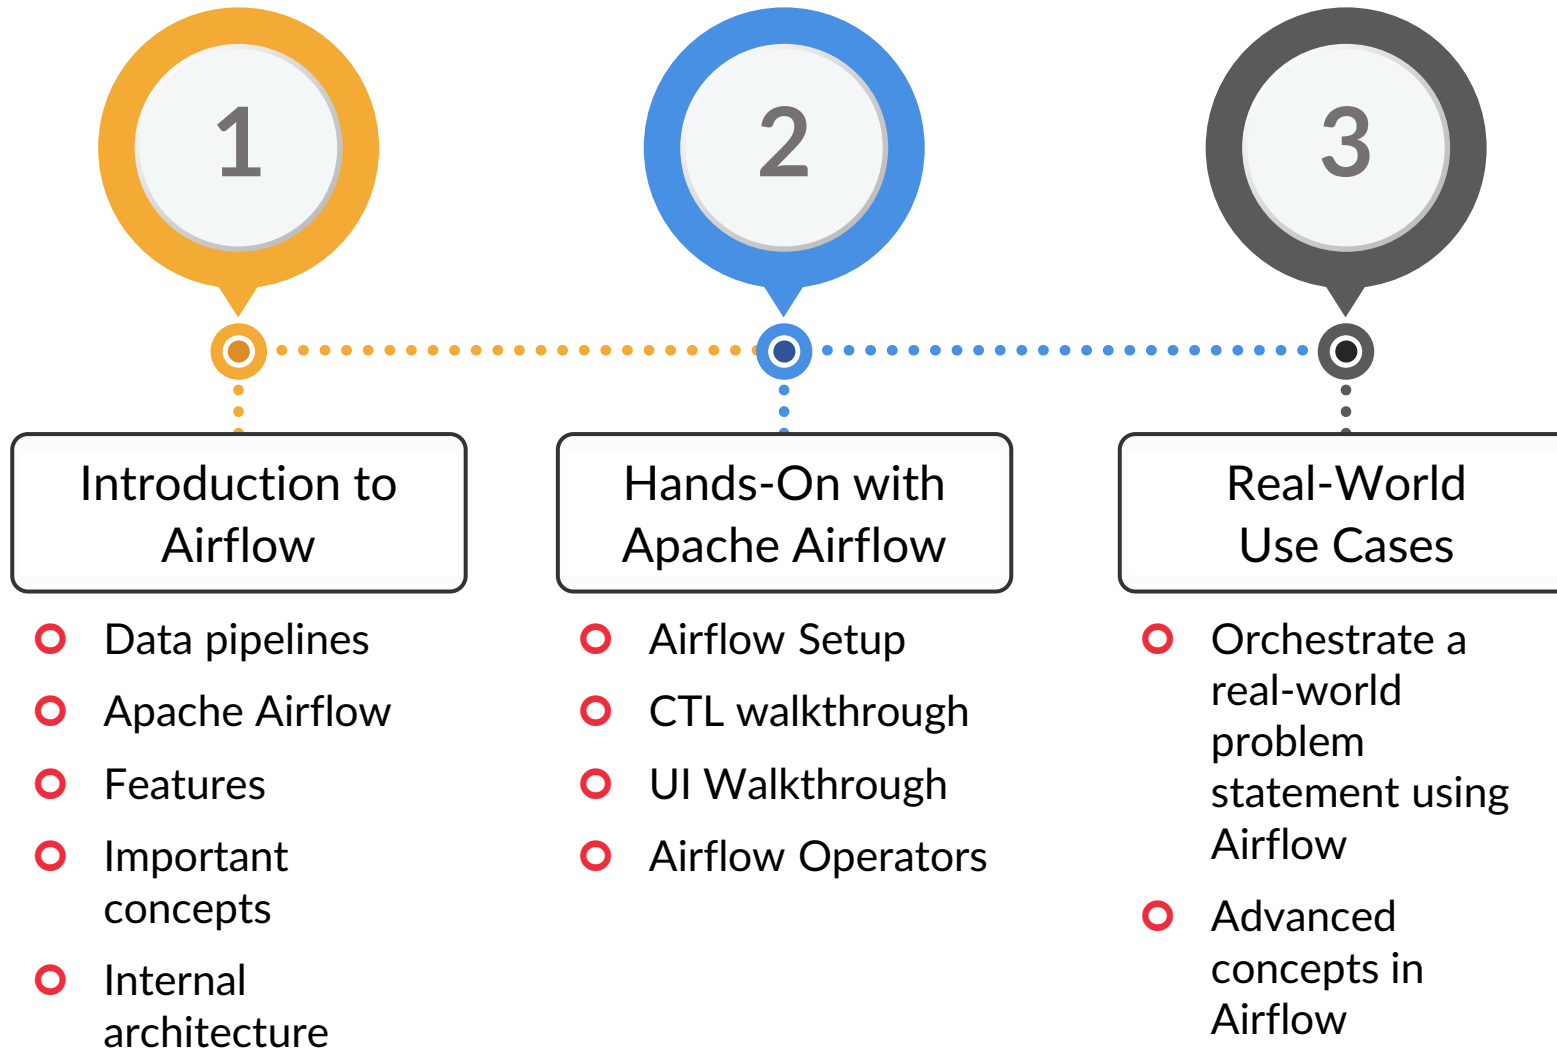 1
2
3
Introduction to
Airflow
Data pipelines
Apache Airflow
Features
Important
concepts
Internal
architecture
Hands-On with
Apache Airflow
Airflow Setup
CTL walkthrough
UI Walkthrough
Airflow Operators
Real-World
Use Cases
Orchestrate a
real-world
problem
statement using
Airflow
Advanced
concepts in
Airflow